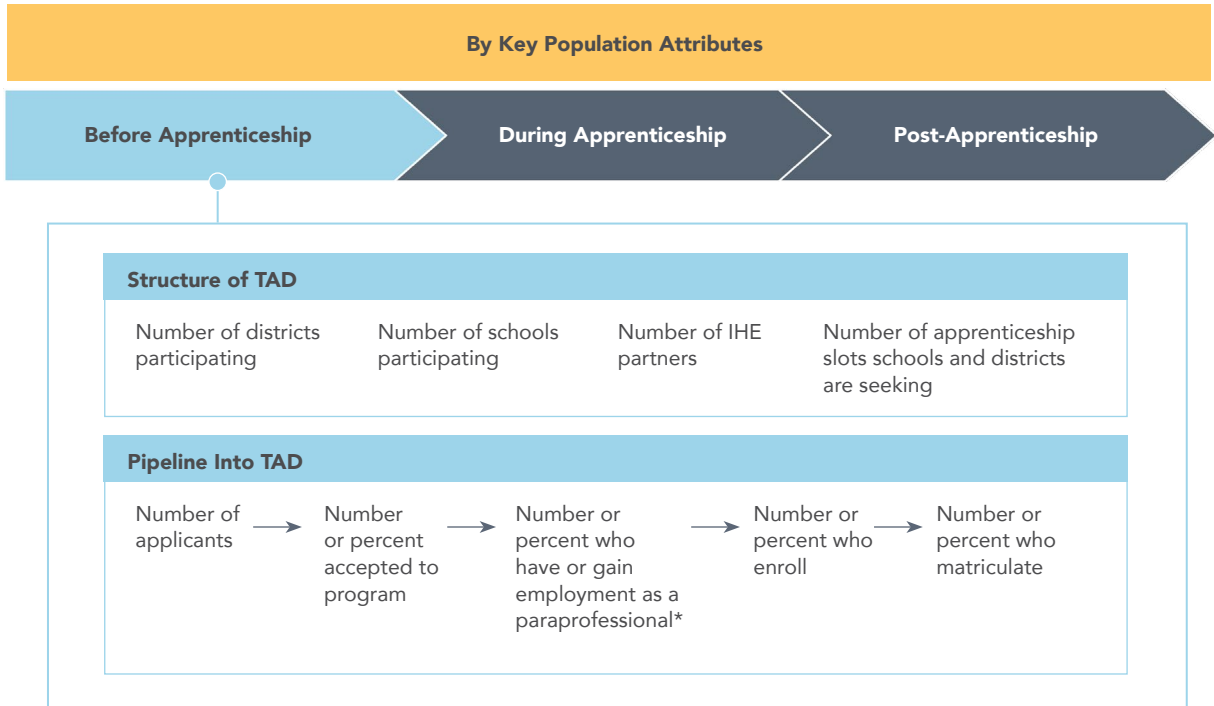 By Key Population Attributes
Before Apprenticeship
During Apprenticeship
Post-Apprenticeship
Structure of TAD
Number of districts
participating
Number of schools
participating
Number of IHE
partners
Number of apprenticeship
slots schools and districts
are seeking
Pipeline Into TAD
Number of
applicants
Number
or percent
accepted to
program
Number or
percent who
have or gain
employment as a
paraprofessional*
Number or
percent who
enroll
Number or
percent who
matriculate